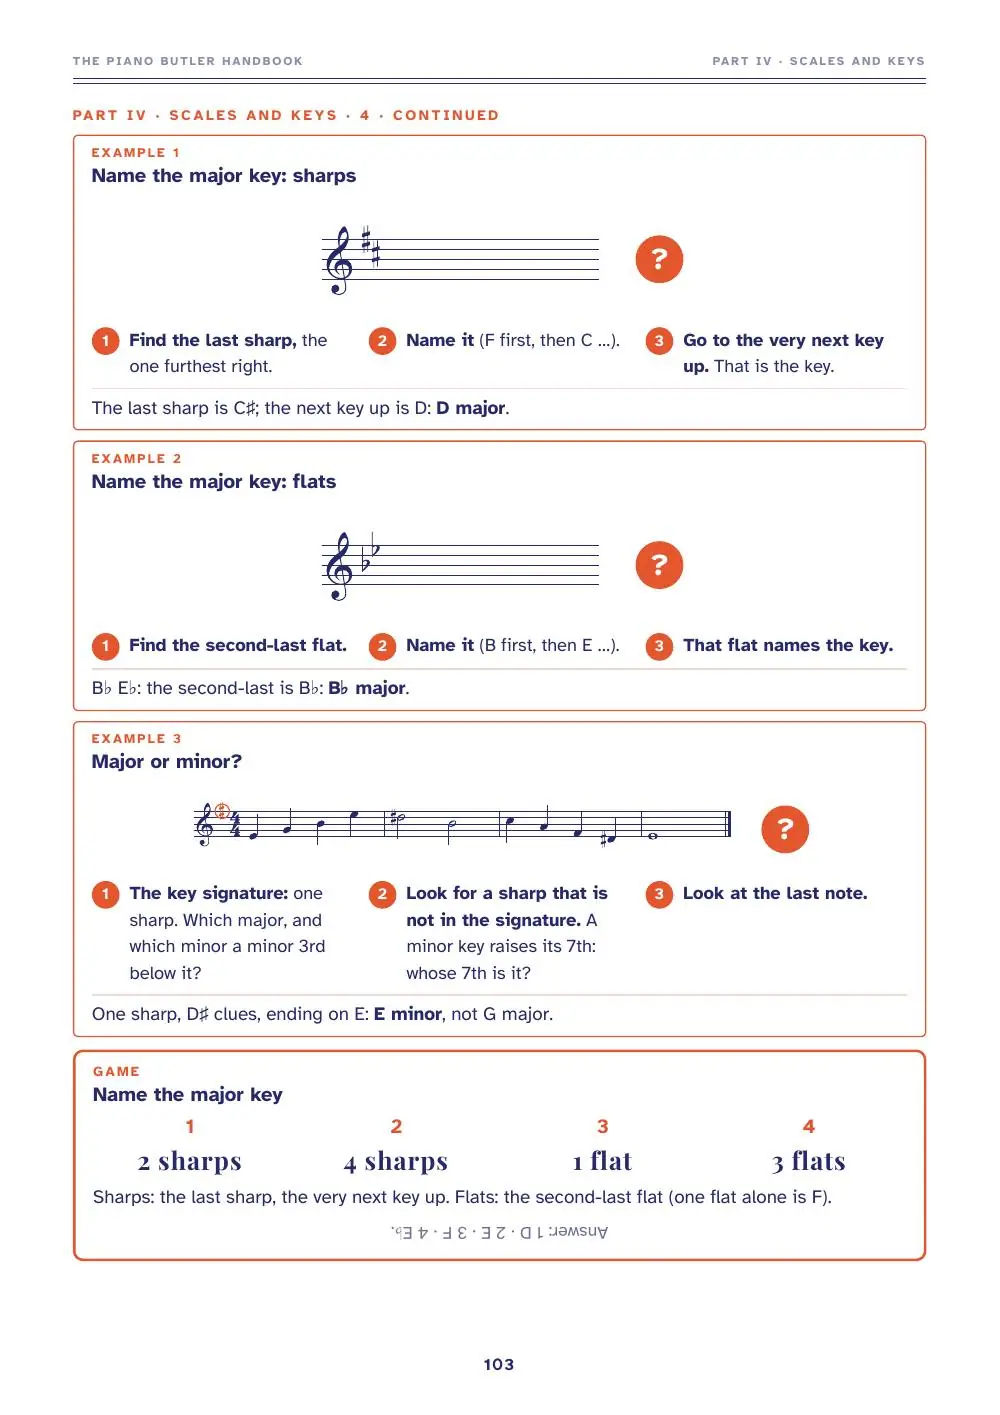 THE PIANO BUTLER HANDBOOK
PART IV · SCALES AND KEYS
PART IV · SCALES AND KEYS · 4 · CONTINUED
EXAMPLE 1
Name the major key: sharps
?
1 Find the last sharp, the
one furthest right.
2 Name it (F first, then C ...).
3 Go to the very next key
up. That is the key.
The last sharp is C♯; the next key up is D: D major.
EXAMPLE 2
Name the major key: flats
?
1 Find the second-last flat.
2 Name it (B first, then E ...).
3 That flat names the key.
B♭ E♭: the second-last is B♭: B♭ major.
EXAMPLE 3
Major or minor?
?
1 The key signature: one
sharp. Which major, and
which minor a minor 3rd
below it?
2 Look for a sharp that is
not in the signature. A
minor key raises its 7th:
whose 7th is it?
3 Look at the last note.
One sharp, D♯ clues, ending on E: E minor, not G major.
GAME
Name the major key
1 2 3 4
2 sharps 4 sharps 1 flat 3 flats
Sharps: the last sharp, the very next key up. Flats: the second-last flat (one flat alone is F).
Answer: 1 D · 2 E · 3 F · 4 E♭.
103